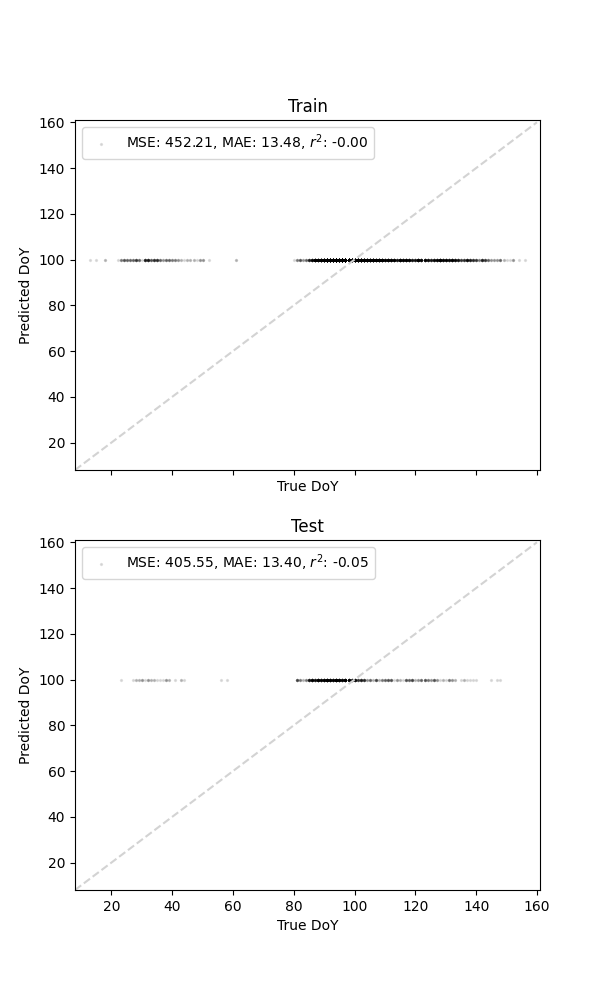 Train
MSE: 452.21, MAE: 13.48, r²: -0.00
160
140
120
100
80
60
40
20
Predicted DoY
True DoY
Test
MSE: 405.55, MAE: 13.40, r²: -0.05
160
140
120
100
80
60
40
20
Predicted DoY
20 40 60 80 100 120 140 160
True DoY